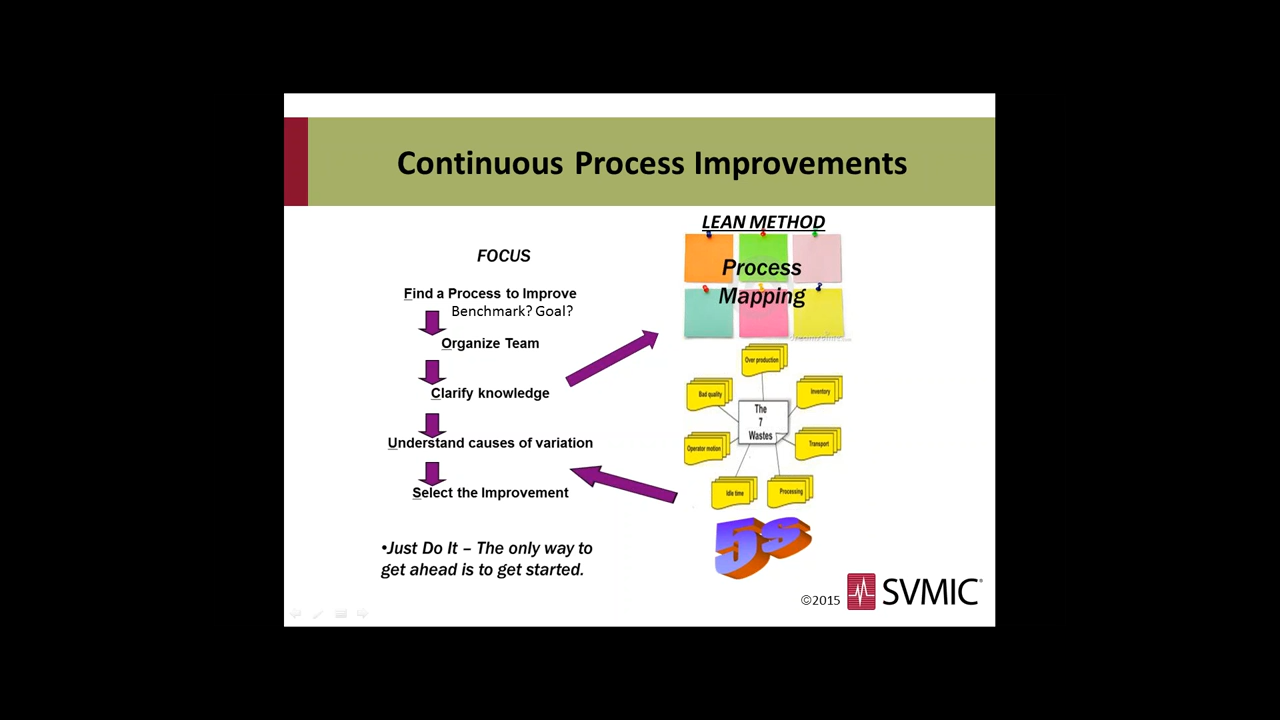 Continuous Process Improvements
FOCUS
Find a Process to Improve
Benchmark? Goal?
Organize Team
Clarify knowledge
Understand causes of variation
Select the Improvement
•Just Do It – The only way to
get ahead is to get started.
LEAN METHOD
Process
Mapping
Over production
Bad quality
Inventory
The
7
Wastes
Operator motion
Transport
Idle time
Processing
5s
©2015
SVMIC®